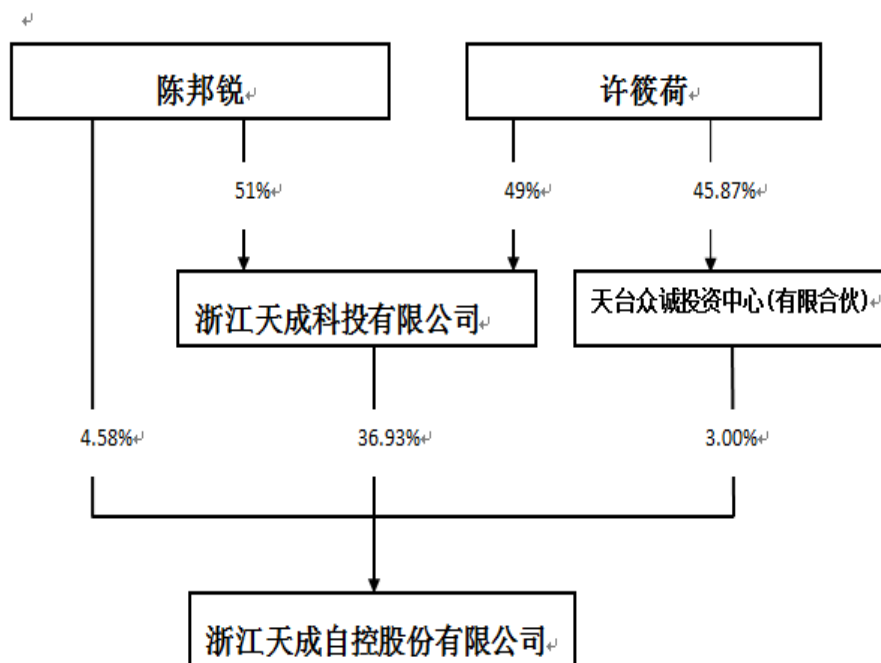 陈邦锐
许筱荷
51%
49%
45.87%
浙江天成科投有限公司
天台众诚投资中心(有限合伙)
4.58%
36.93%
3.00%
浙江天成自控股份有限公司